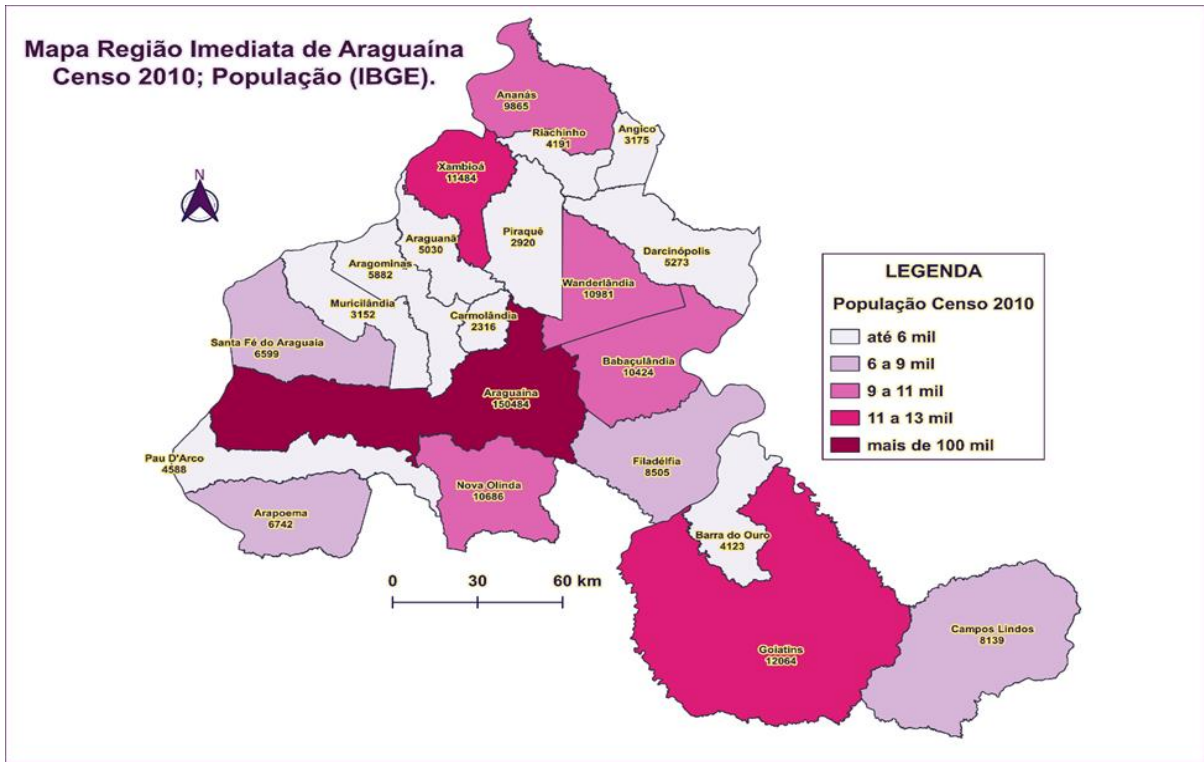 Mapa Região Imediata de Araguaína
Censo 2010; População (IBGE).
Ananás
9865
Riachinho
4191
Angico
3175
Xambioá
11484
N
Piraquê
2920
Araguanã
5030
Darcinópolis
5273
Aragominas
5882
Wanderlândia
10981
Muricilândia
3152
Carmolândia
2316
Santa Fé do Araguaia
6599
Babaçulândia
10424
Araguaína
150484
Pau D'Arco
4588
Filadélfia
8505
Nova Olinda
10686
Arapoema
6742
Barra do Ouro
4123
Campos Lindos
8139
Goiatins
12064
0 30 60 km
LEGENDA
População Censo 2010
até 6 mil
6 a 9 mil
9 a 11 mil
11 a 13 mil
mais de 100 mil